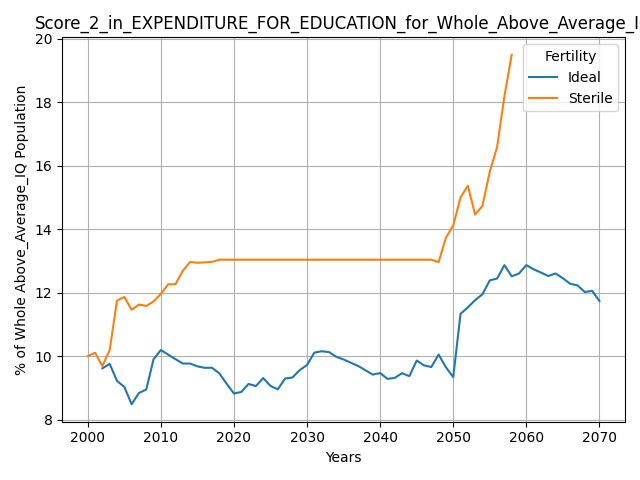 Score_2_in_EXPENDITURE_FOR_EDUCATION_for_Whole_Above_Average_I
20
18
16
14
12
10
8
% of Whole Above_Average_IQ Population
Fertility
Ideal
Sterile
2000 2010 2020 2030 2040 2050 2060 2070
Years